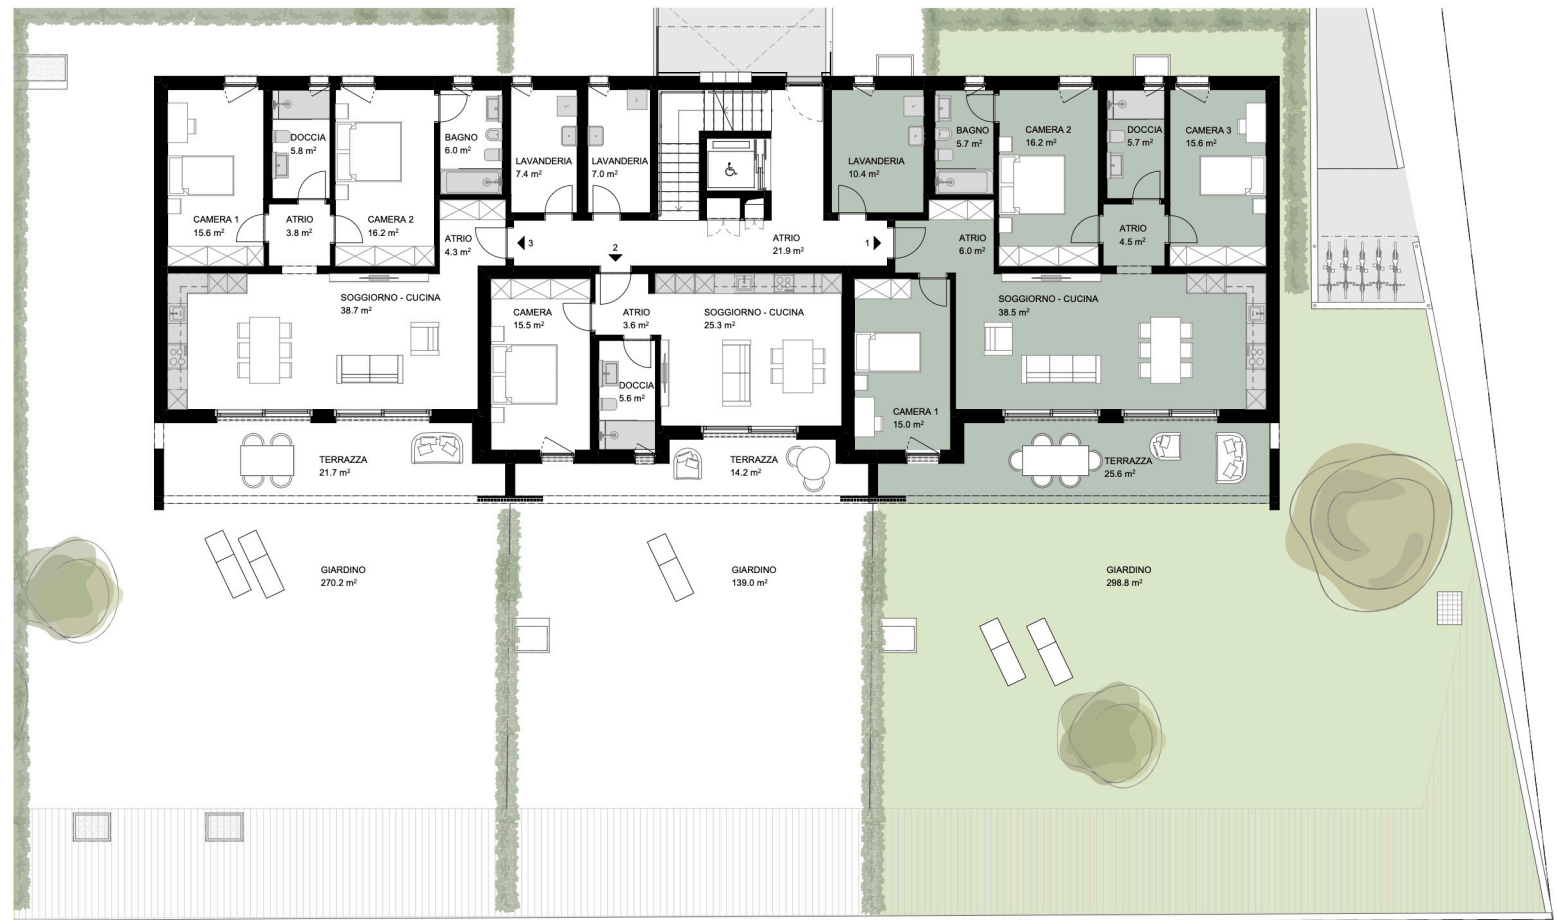 DOCCIA
5.8 m²
BAGNO
6.0 m²
LAVANDERIA
7.4 m²
LAVANDERIA
7.0 m²
LAVANDERIA
10.4 m²
BAGNO
5.7 m²
CAMERA 2
16.2 m²
DOCCIA
5.7 m²
CAMERA 3
15.6 m²
CAMERA 1
15.6 m²
ATRIO
3.8 m²
CAMERA 2
16.2 m²
ATRIO
4.3 m²
3
2
ATRIO
21.9 m²
1
ATRIO
6.0 m²
ATRIO
4.5 m²
SOGGIORNO - CUCINA
38.7 m²
CAMERA
15.5 m²
ATRIO
3.6 m²
SOGGIORNO - CUCINA
25.3 m²
SOGGIORNO - CUCINA
38.5 m²
DOCCIA
5.6 m²
CAMERA 1
15.0 m²
TERRAZZA
21.7 m²
TERRAZZA
14.2 m²
TERRAZZA
25.6 m²
GIARDINO
270.2 m²
GIARDINO
139.0 m²
GIARDINO
298.8 m²